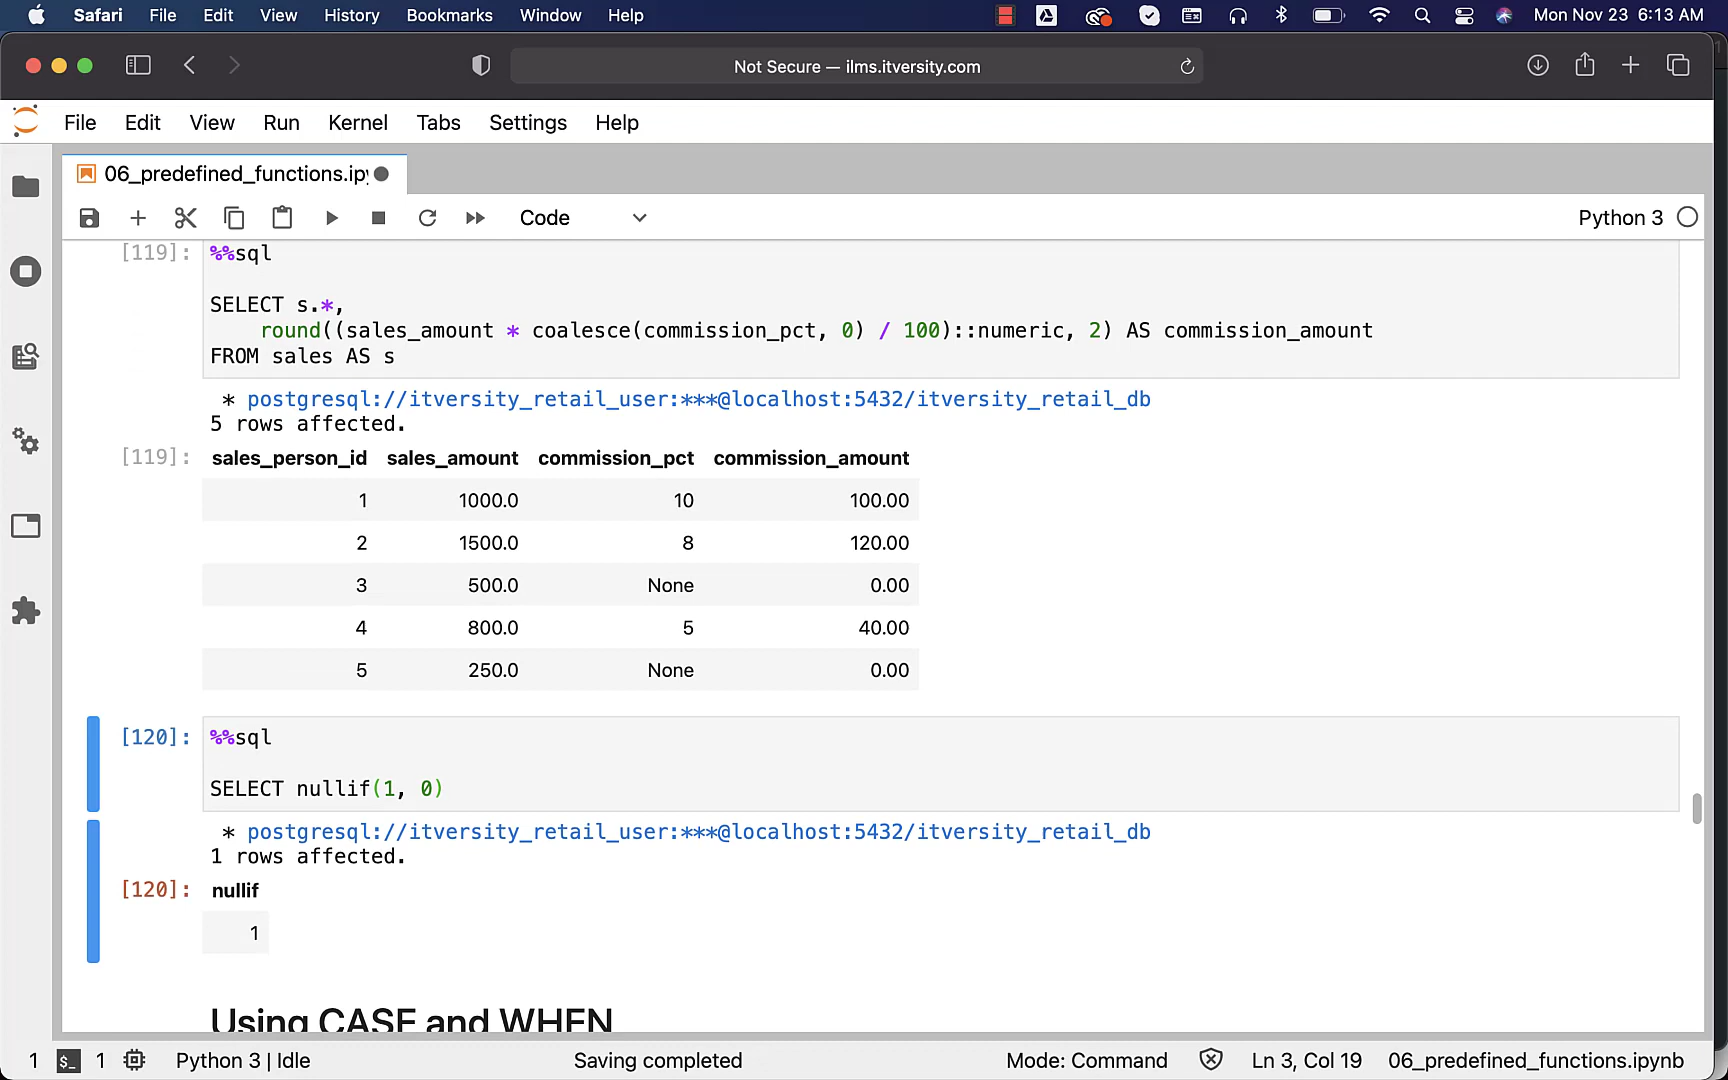 Safari File Edit View History Bookmarks Window Help Mon Nov 23 6:13 AM
Not Secure — ilms.itversity.com
File Edit View Run Kernel Tabs Settings Help
06_predefined_functions.ipy
Code Python 3
[119]: %%sql
SELECT s.*,
round((sales_amount * coalesce(commission_pct, 0) / 100)::numeric, 2) AS commission_amount
FROM sales AS s
* postgresql://itversity_retail_user:***@localhost:5432/itversity_retail_db
5 rows affected.
[119]: sales_person_id sales_amount commission_pct commission_amount
1 1000.0 10 100.00
2 1500.0 8 120.00
3 500.0 None 0.00
4 800.0 5 40.00
5 250.0 None 0.00
[120]: %%sql
SELECT nullif(1, 0)
* postgresql://itversity_retail_user:***@localhost:5432/itversity_retail_db
1 rows affected.
[120]: nullif
1
Using CASE and WHEN
1 $_ 1 Python 3 | Idle Saving completed Mode: Command Ln 3, Col 19 06_predefined_functions.ipynb